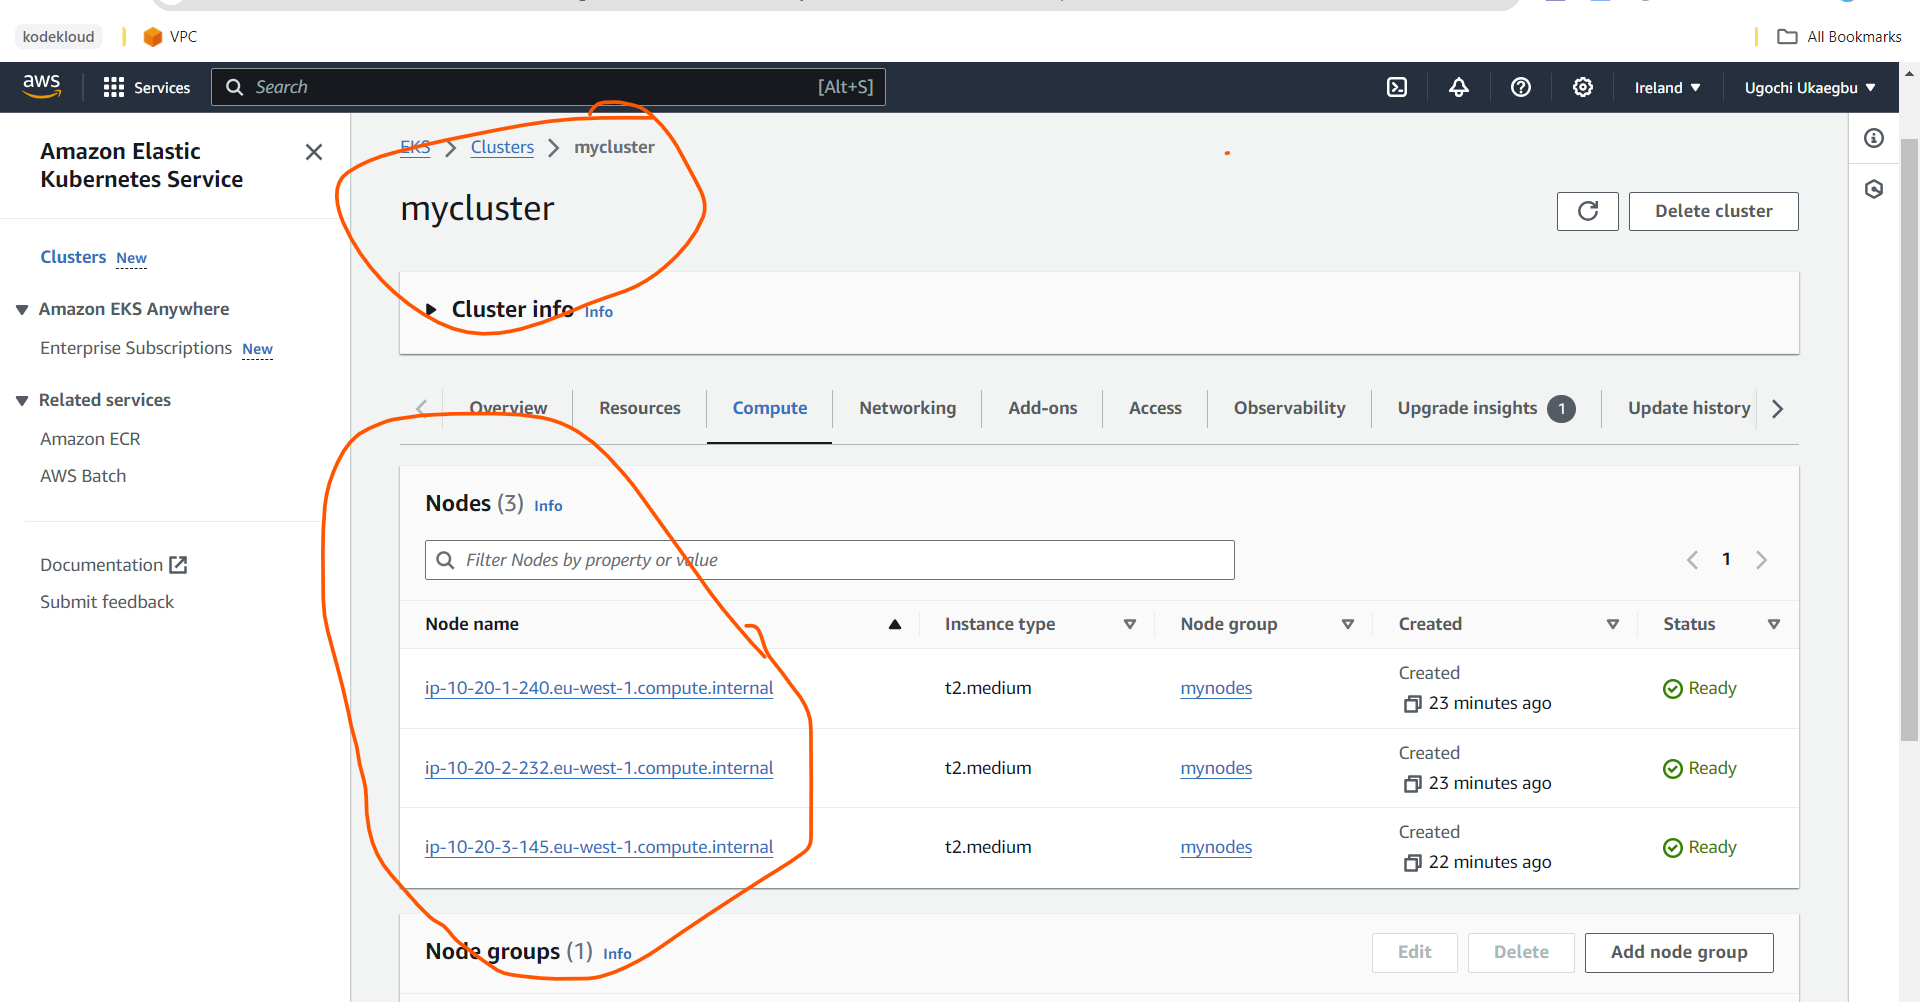 kodekloud VPC All Bookmarks
aws Services Search [Alt+S] Ireland Ugochi Ukaegbu
Amazon Elastic
Kubernetes Service
Clusters New
Amazon EKS Anywhere
Enterprise Subscriptions New
Related services
Amazon ECR
AWS Batch
Documentation
Submit feedback
EKS Clusters mycluster
mycluster
Delete cluster
Cluster info Info
Overview Resources Compute Networking Add-ons Access Observability Upgrade insights 1 Update history
Nodes (3) Info
Filter Nodes by property or value 1
Node name Instance type Node group Created Status
ip-10-20-1-240.eu-west-1.compute.internal t2.medium mynodes Created 23 minutes ago Ready
ip-10-20-2-232.eu-west-1.compute.internal t2.medium mynodes Created 23 minutes ago Ready
ip-10-20-3-145.eu-west-1.compute.internal t2.medium mynodes Created 22 minutes ago Ready
Node groups (1) Info Edit Delete Add node group